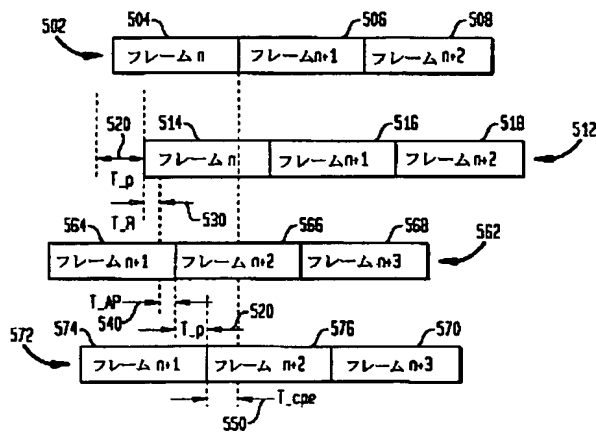 504 506 508
502
フレーム n フレーム n+1 フレーム n+2
520 514 516 518
フレーム n フレーム n+1 フレーム n+2 512
T_p
T_R 530
564 566 568
562
フレーム n+1 フレーム n+2 フレーム n+3
T_AP T_p 520
540
572 574 576 570
フレーム n+1 フレーム n+2 フレーム n+3
T_cpe
550